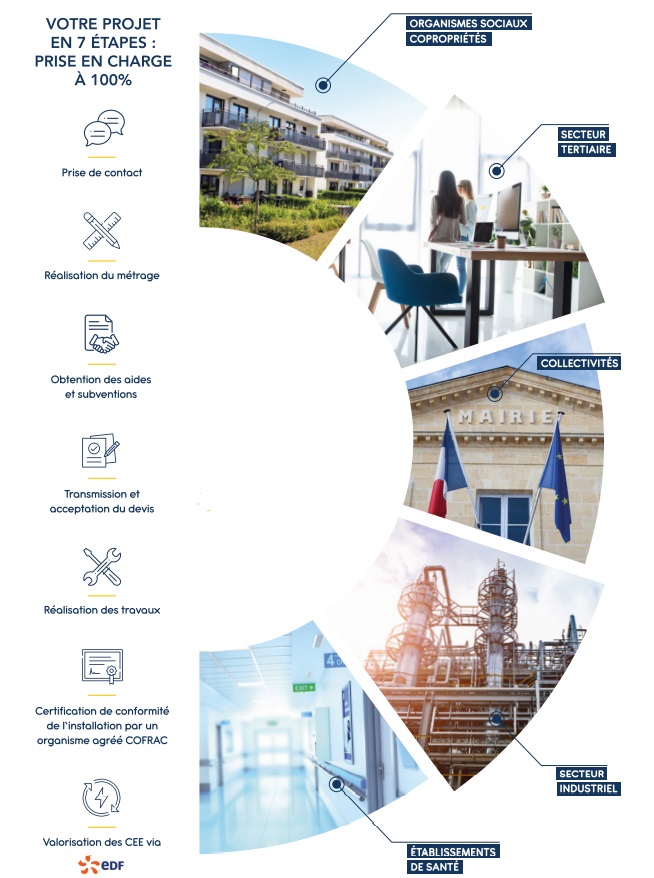 VOTRE PROJET
EN 7 ÉTAPES :
PRISE EN CHARGE
À 100%
Prise de contact
Réalisation du métrage
Obtention des aides
et subventions
Transmission et
acceptation du devis
Réalisation des travaux
Certification de conformité
de l'installation par un
organisme agréé COFRAC
Valorisation des CEE via
eDF
ORGANISMES SOCIAUX
COPROPRIÉTÉS
SECTEUR
TERTIAIRE
COLLECTIVITÉS
MAIRIE
SECTEUR
INDUSTRIEL
4
EXIT
ÉTABLISSEMENTS
DE SANTÉ